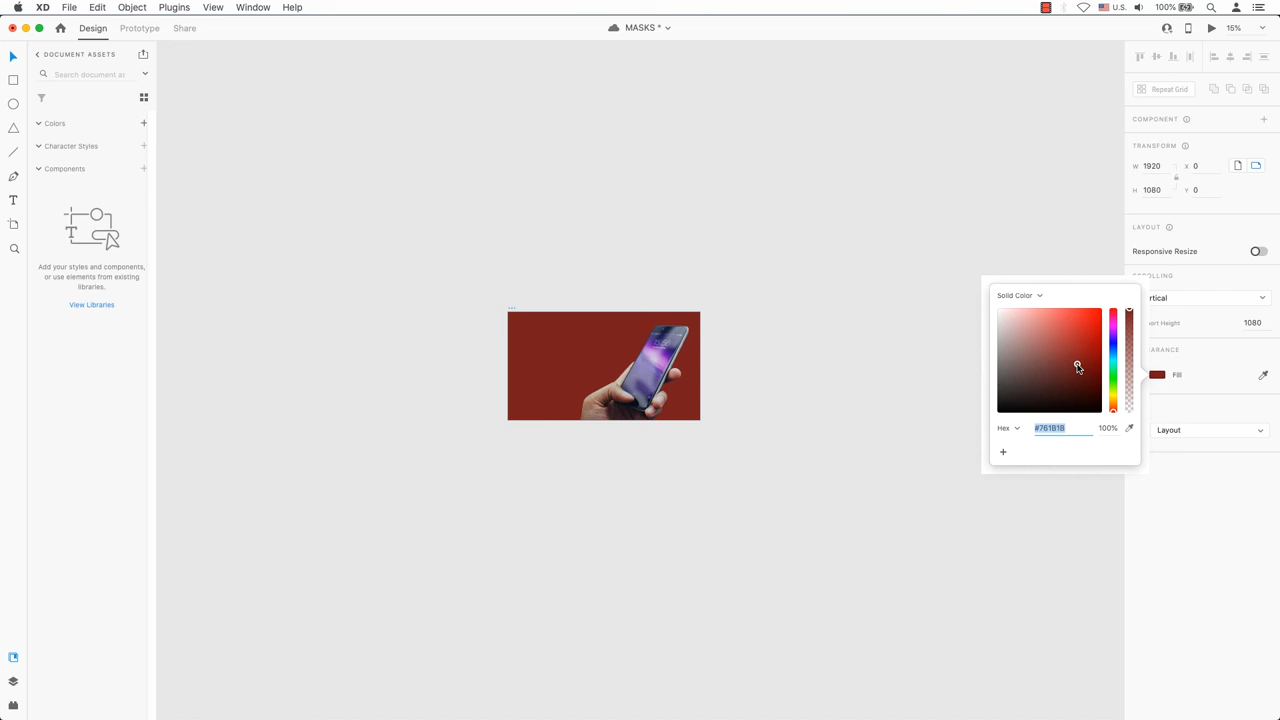 XD File Edit Object Plugins View Window Help
U.S. 100%
Design Prototype Share
MASKS *
15%
DOCUMENT ASSETS
Search document as
Colors
Character Styles
Components
Add your styles and components,
or use elements from existing
libraries.
View Libraries
Repeat Grid
COMPONENT
TRANSFORM
W 1920 X 0
H 1080 Y 0
LAYOUT
Responsive Resize
OLLING
rtical
ort Height 1080
ARANCE
Fill
Layout
Solid Color
Hex #761B1B 100%